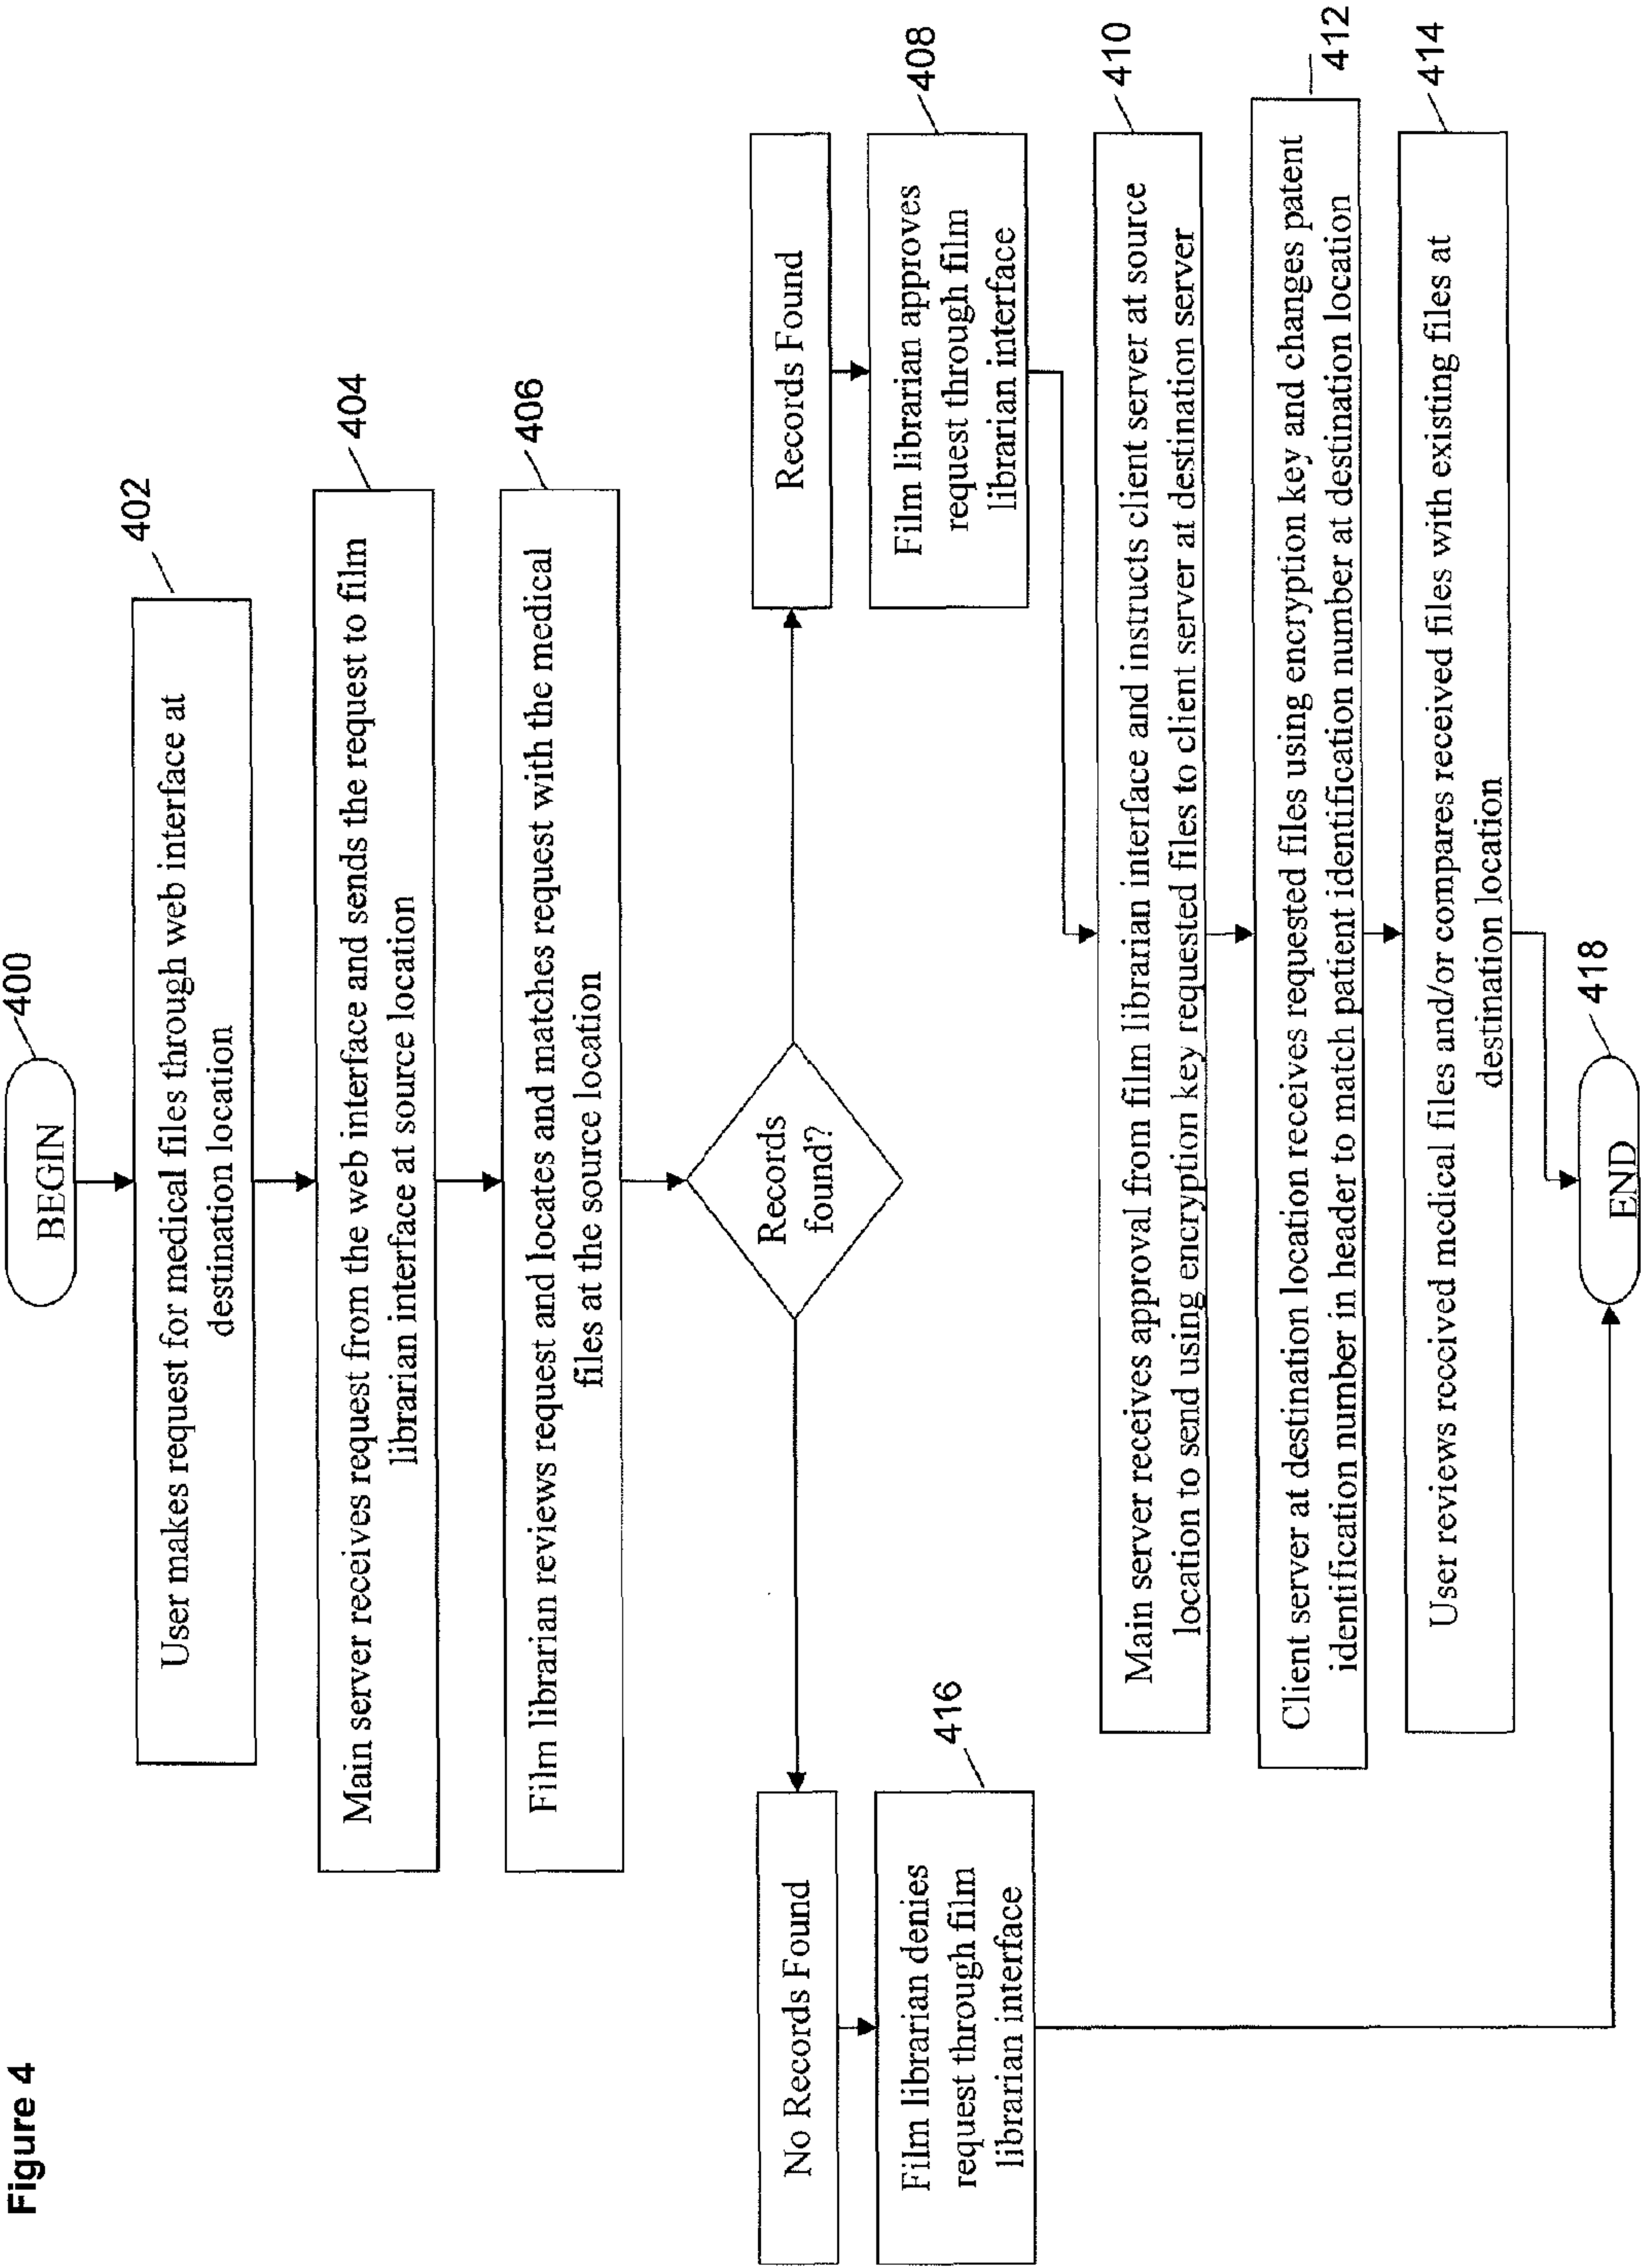 Figure 4
400
BEGIN
402
User makes request for medical files through web interface at
destination location
404
Main server receives request from the web interface and sends the request to film
librarian interface at source location
406
Film librarian reviews request and locates and matches request with the medical
files at the source location
Records
found?
No Records Found
Records Found
416
Film librarian denies
request through film
librarian interface
408
Film librarian approves
request through film
librarian interface
410
Main server receives approval from film librarian interface and instructs client server at source
location to send using encryption key requested files to client server at destination server
412
Client server at destination location receives requested files using encryption key and changes patent
identification number in header to match patient identification number at destination location
414
User reviews received medical files and/or compares received files with existing files at
destination location
418
END